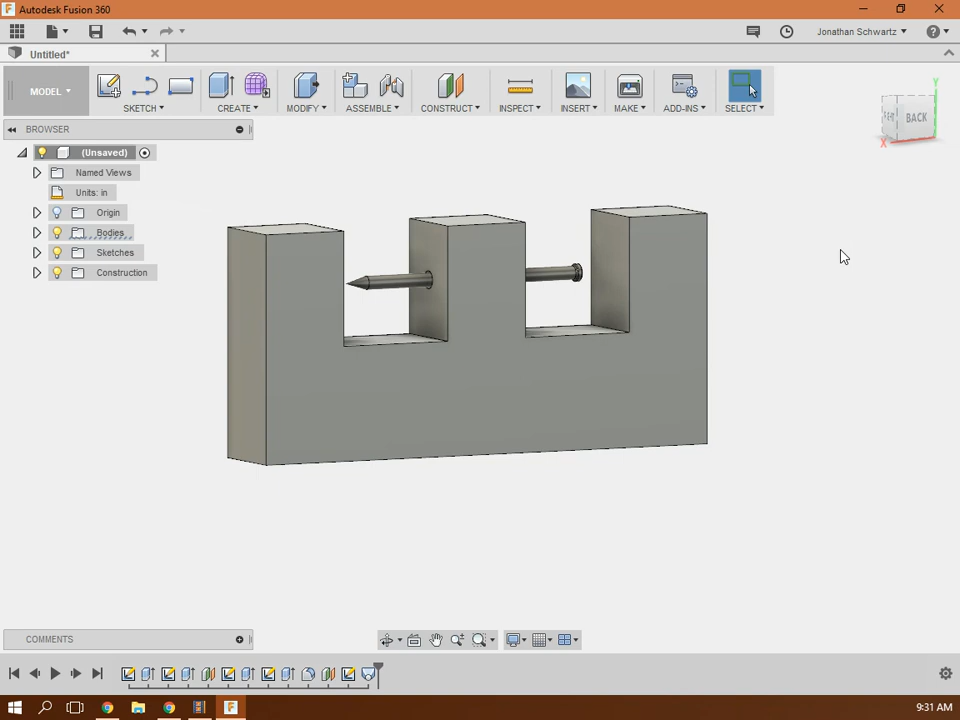 Autodesk Fusion 360
Jonathan Schwartz
Untitled*
MODEL
SKETCH
CREATE
MODIFY
ASSEMBLE
CONSTRUCT
INSPECT
INSERT
MAKE
ADD-INS
SELECT
BROWSER
(Unsaved)
Named Views
Units: in
Origin
Bodies
Sketches
Construction
Y
BACK
X
COMMENTS
9:31 AM